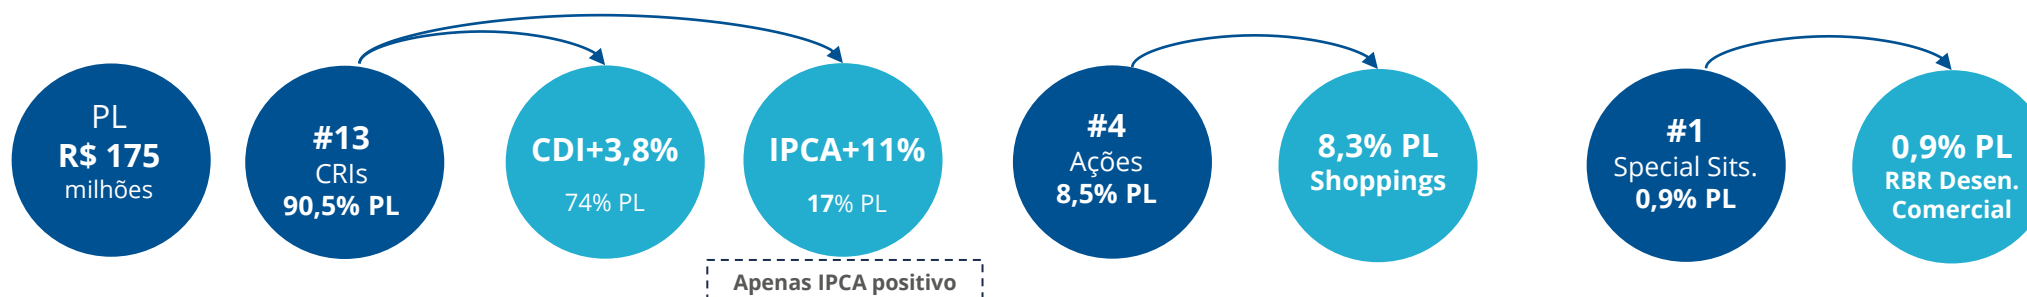 PL
R$ 175
milhões
#13
CRIs
90,5% PL
CDI+3,8%
74% PL
IPCA+11%
17% PL
Apenas IPCA positivo
#4
Ações
8,5% PL
8,3% PL
Shoppings
#1
Special Sits.
0,9% PL
0,9% PL
RBR Desen.
Comercial